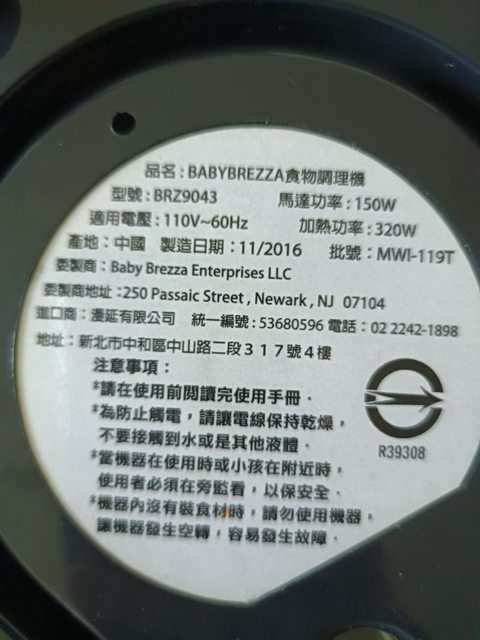 品名：BABYBREZZA食物調理機
型號：BRZ9043 馬達功率：150W
適用電壓：110V~60Hz 加熱功率：320W
產地：中國 製造日期：11/2016 批號：MWI-119T
委製商：Baby Brezza Enterprises LLC
委製商地址：250 Passaic Street , Newark , NJ 07104
進口商：漫延有限公司 統一編號：53680596 電話：02 2242-1898
地址：新北市中和區中山路二段３１７號４樓
注意事項：
*請在使用前閱讀完使用手冊．
*為防止觸電，請讓電線保持乾燥，
不要接觸到水或是其他液體．
*當機器在使用時或小孩在附近時，
使用者必須在旁監看，以保安全．
*機器內沒有裝食材時，請勿使用機器，
讓機器發生空轉，容易發生故障．
R39308